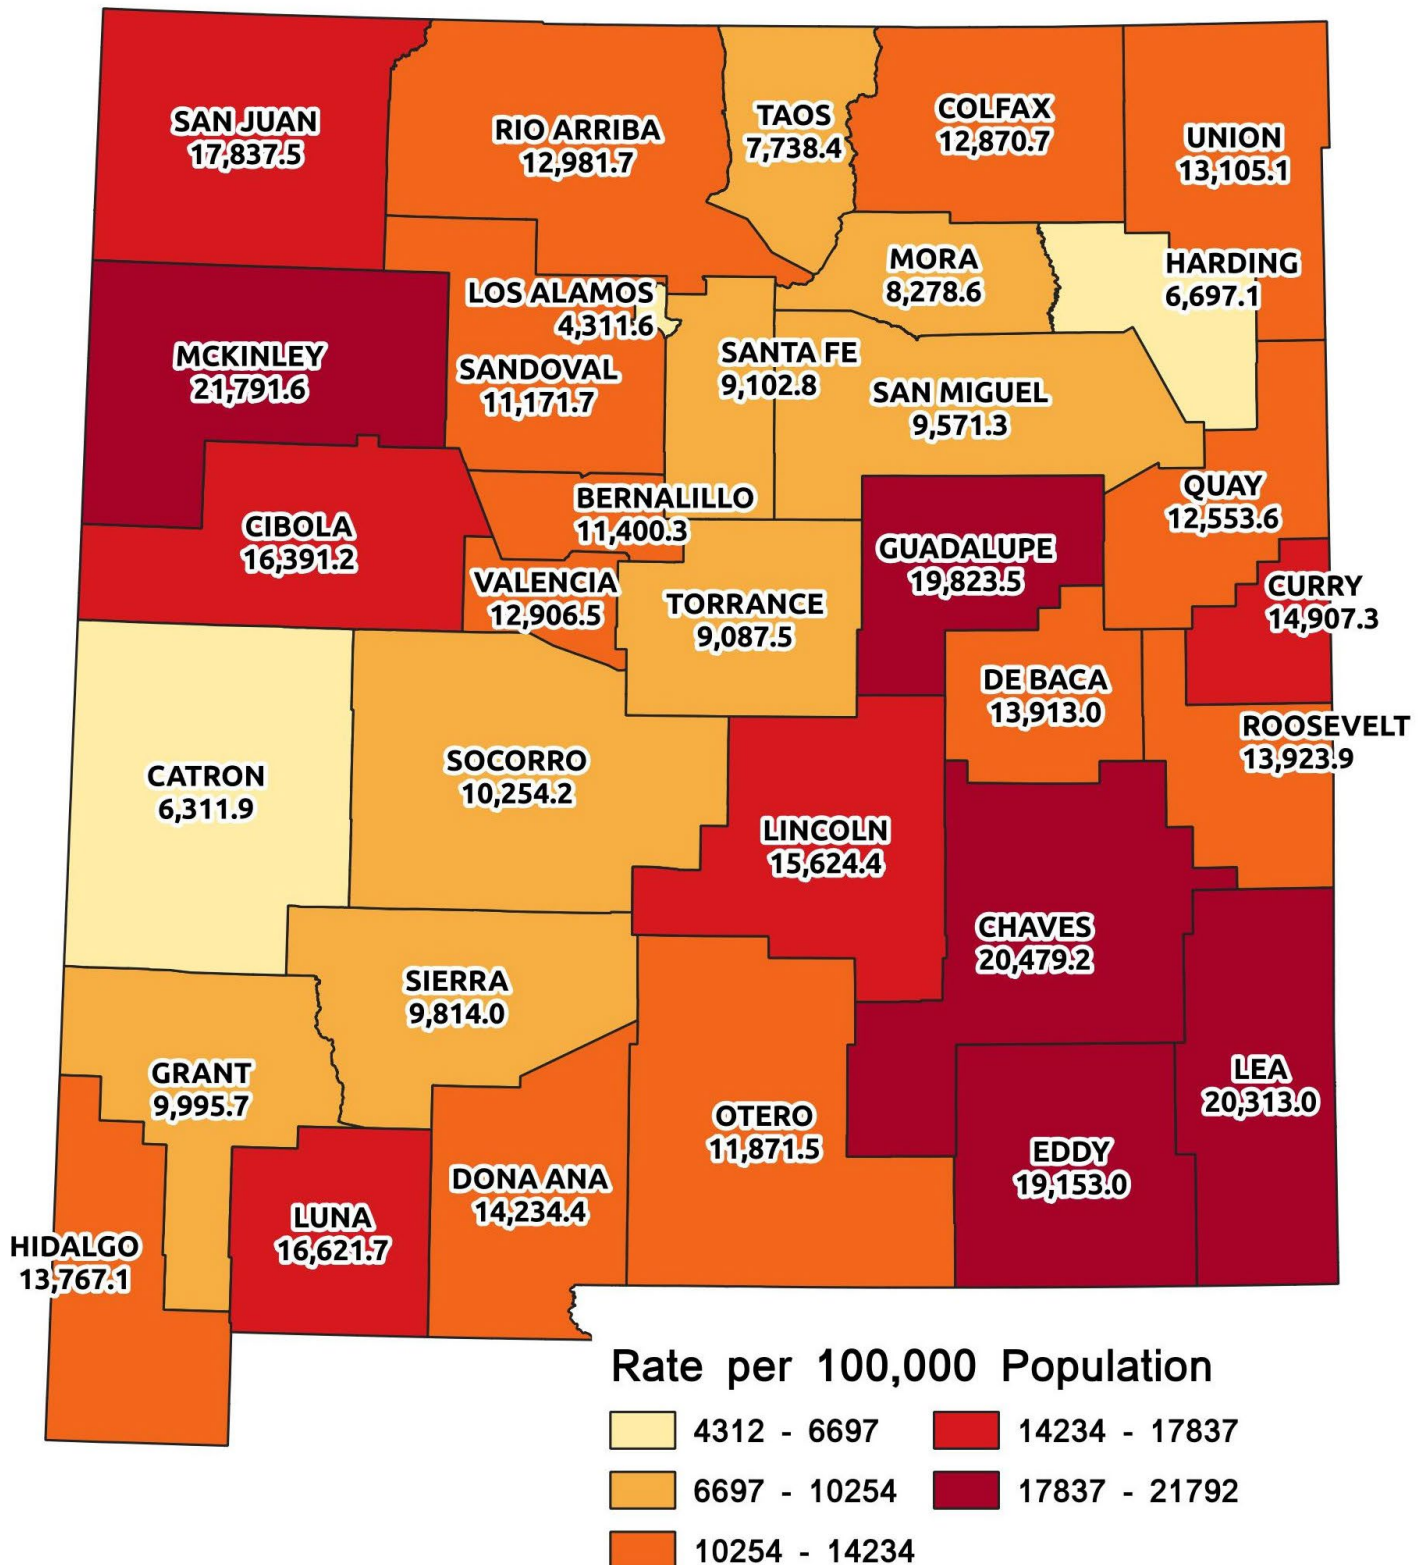 SAN JUAN
17,837.5
RIO ARRIBA
12,981.7
TAOS
7,738.4
COLFAX
12,870.7
UNION
13,105.1
MORA
8,278.6
HARDING
6,697.1
LOS ALAMOS
4,311.6
MCKINLEY
21,791.6
SANDOVAL
11,171.7
SANTA FE
9,102.8
SAN MIGUEL
9,571.3
QUAY
12,553.6
BERNALILLO
11,400.3
CIBOLA
16,391.2
GUADALUPE
19,823.5
VALENCIA
12,906.5
CURRY
14,907.3
TORRANCE
9,087.5
DE BACA
13,913.0
ROOSEVELT
13,923.9
CATRON
6,311.9
SOCORRO
10,254.2
LINCOLN
15,624.4
CHAVES
20,479.2
SIERRA
9,814.0
GRANT
9,995.7
LEA
20,313.0
OTERO
11,871.5
EDDY
19,153.0
DONA ANA
14,234.4
LUNA
16,621.7
HIDALGO
13,767.1
Rate per 100,000 Population
4312 - 6697
14234 - 17837
6697 - 10254
17837 - 21792
10254 - 14234